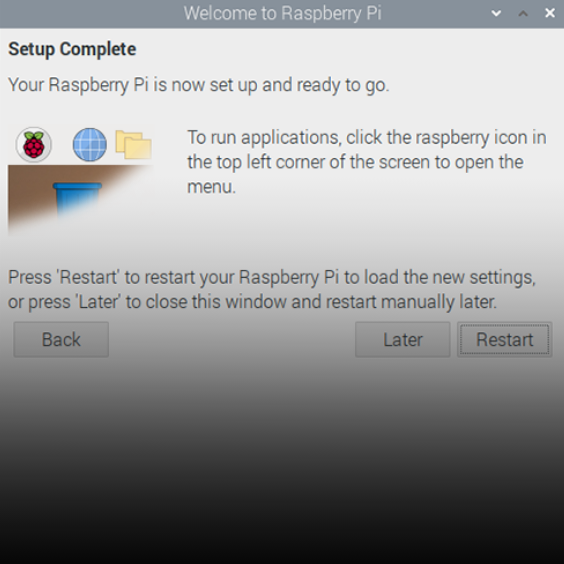 Welcome to Raspberry Pi
Setup Complete
Your Raspberry Pi is now set up and ready to go.
To run applications, click the raspberry icon in
the top left corner of the screen to open the
menu.
Press 'Restart' to restart your Raspberry Pi to load the new settings,
or press 'Later' to close this window and restart manually later.
Back
Later
Restart